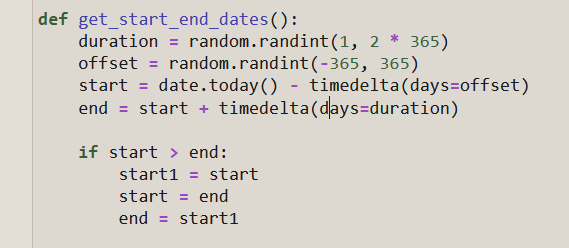 def get_start_end_dates():
    duration = random.randint(1, 2 * 365)
    offset = random.randint(-365, 365)
    start = date.today() - timedelta(days=offset)
    end = start + timedelta(days=duration)

    if start > end:
        start1 = start
        start = end
        end = start1